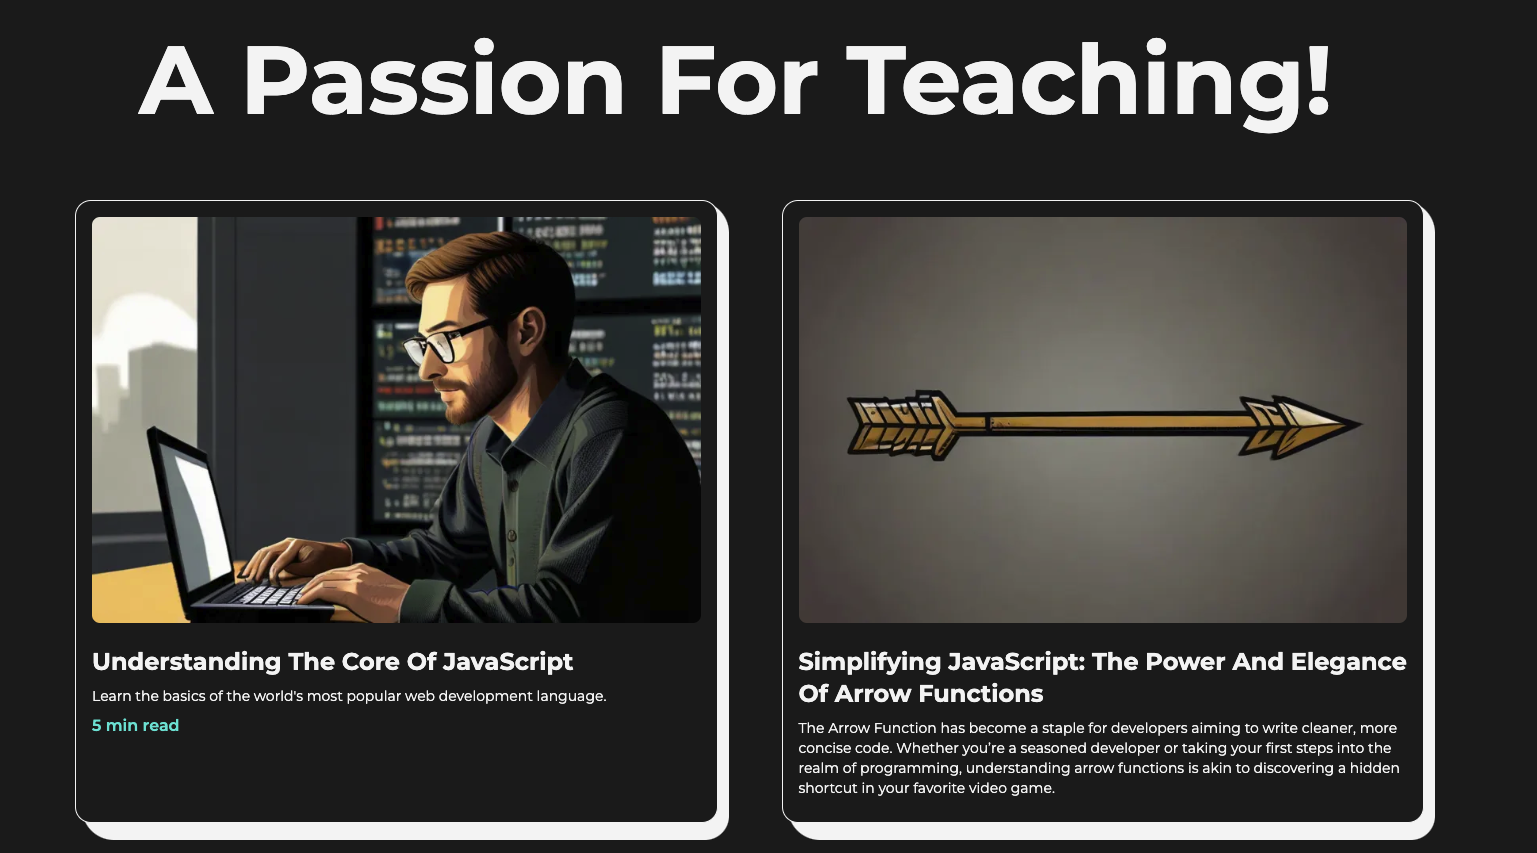 A Passion For Teaching!
Understanding The Core Of JavaScript
Learn the basics of the world's most popular web development language.
5 min read
Simplifying JavaScript: The Power And Elegance
Of Arrow Functions
The Arrow Function has become a staple for developers aiming to write cleaner, more
concise code. Whether you're a seasoned developer or taking your first steps into the
realm of programming, understanding arrow functions is akin to discovering a hidden
shortcut in your favorite video game.